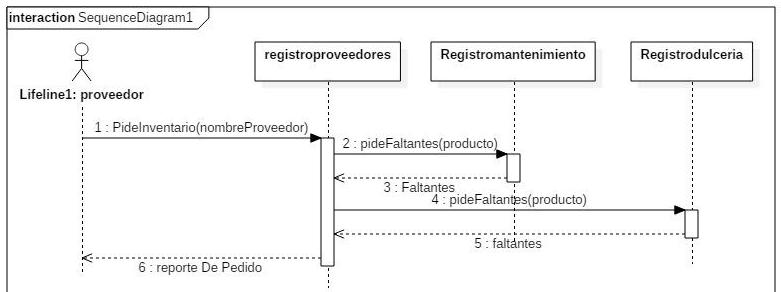 interaction SequenceDiagram1
registroproveedores
Registromantenimiento
Registrodulceria
Lifeline1: proveedor
1 : PideInventario(nombreProveedor)
2 : pideFaltantes(producto)
3 : Faltantes
4 : pideFaltantes(producto)
5 : faltantes
6 : reporte De Pedido